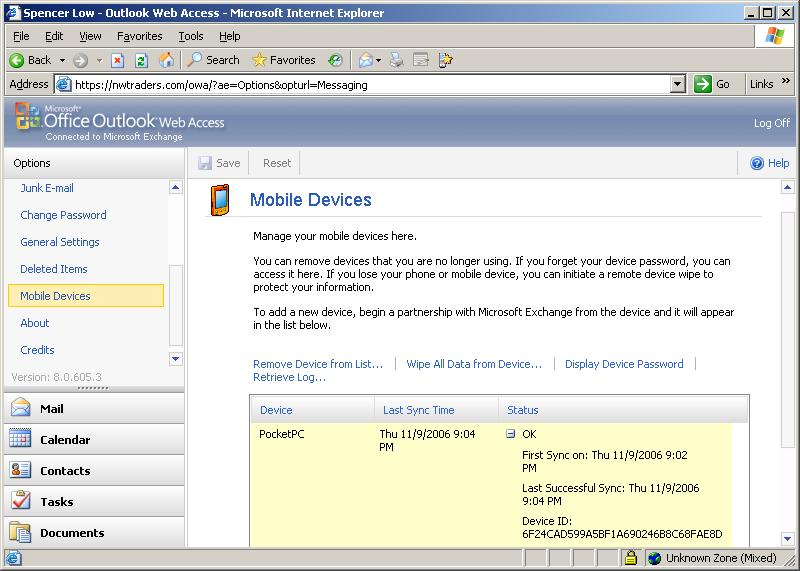 Spencer Low - Outlook Web Access - Microsoft Internet Explorer
File Edit View Favorites Tools Help
Back Search Favorites
Address https://nwtraders.com/owa/?ae=Options&opturl=Messaging Go Links »
Microsoft®
Office Outlook® Web Access
Connected to Microsoft Exchange
Log Off
Options
Save Reset Help
Junk E-mail
Change Password
General Settings
Deleted Items
Mobile Devices
About
Credits
Version: 8.0.605.3
Mail
Calendar
Contacts
Tasks
Documents
Mobile Devices
Manage your mobile devices here.
You can remove devices that you are no longer using. If you forget your device password, you can
access it here. If you lose your phone or mobile device, you can initiate a remote device wipe to
protect your information.
To add a new device, begin a partnership with Microsoft Exchange from the device and it will appear
in the list below.
Remove Device from List... Wipe All Data from Device... Display Device Password
Retrieve Log...
Device Last Sync Time Status
PocketPC Thu 11/9/2006 9:04 OK
PM
First Sync on: Thu 11/9/2006 9:02
PM
Last Successful Sync: Thu 11/9/2006
9:04 PM
Device ID:
6F24CAD599A5BF1A690246B8C68FAE8D
Unknown Zone (Mixed)